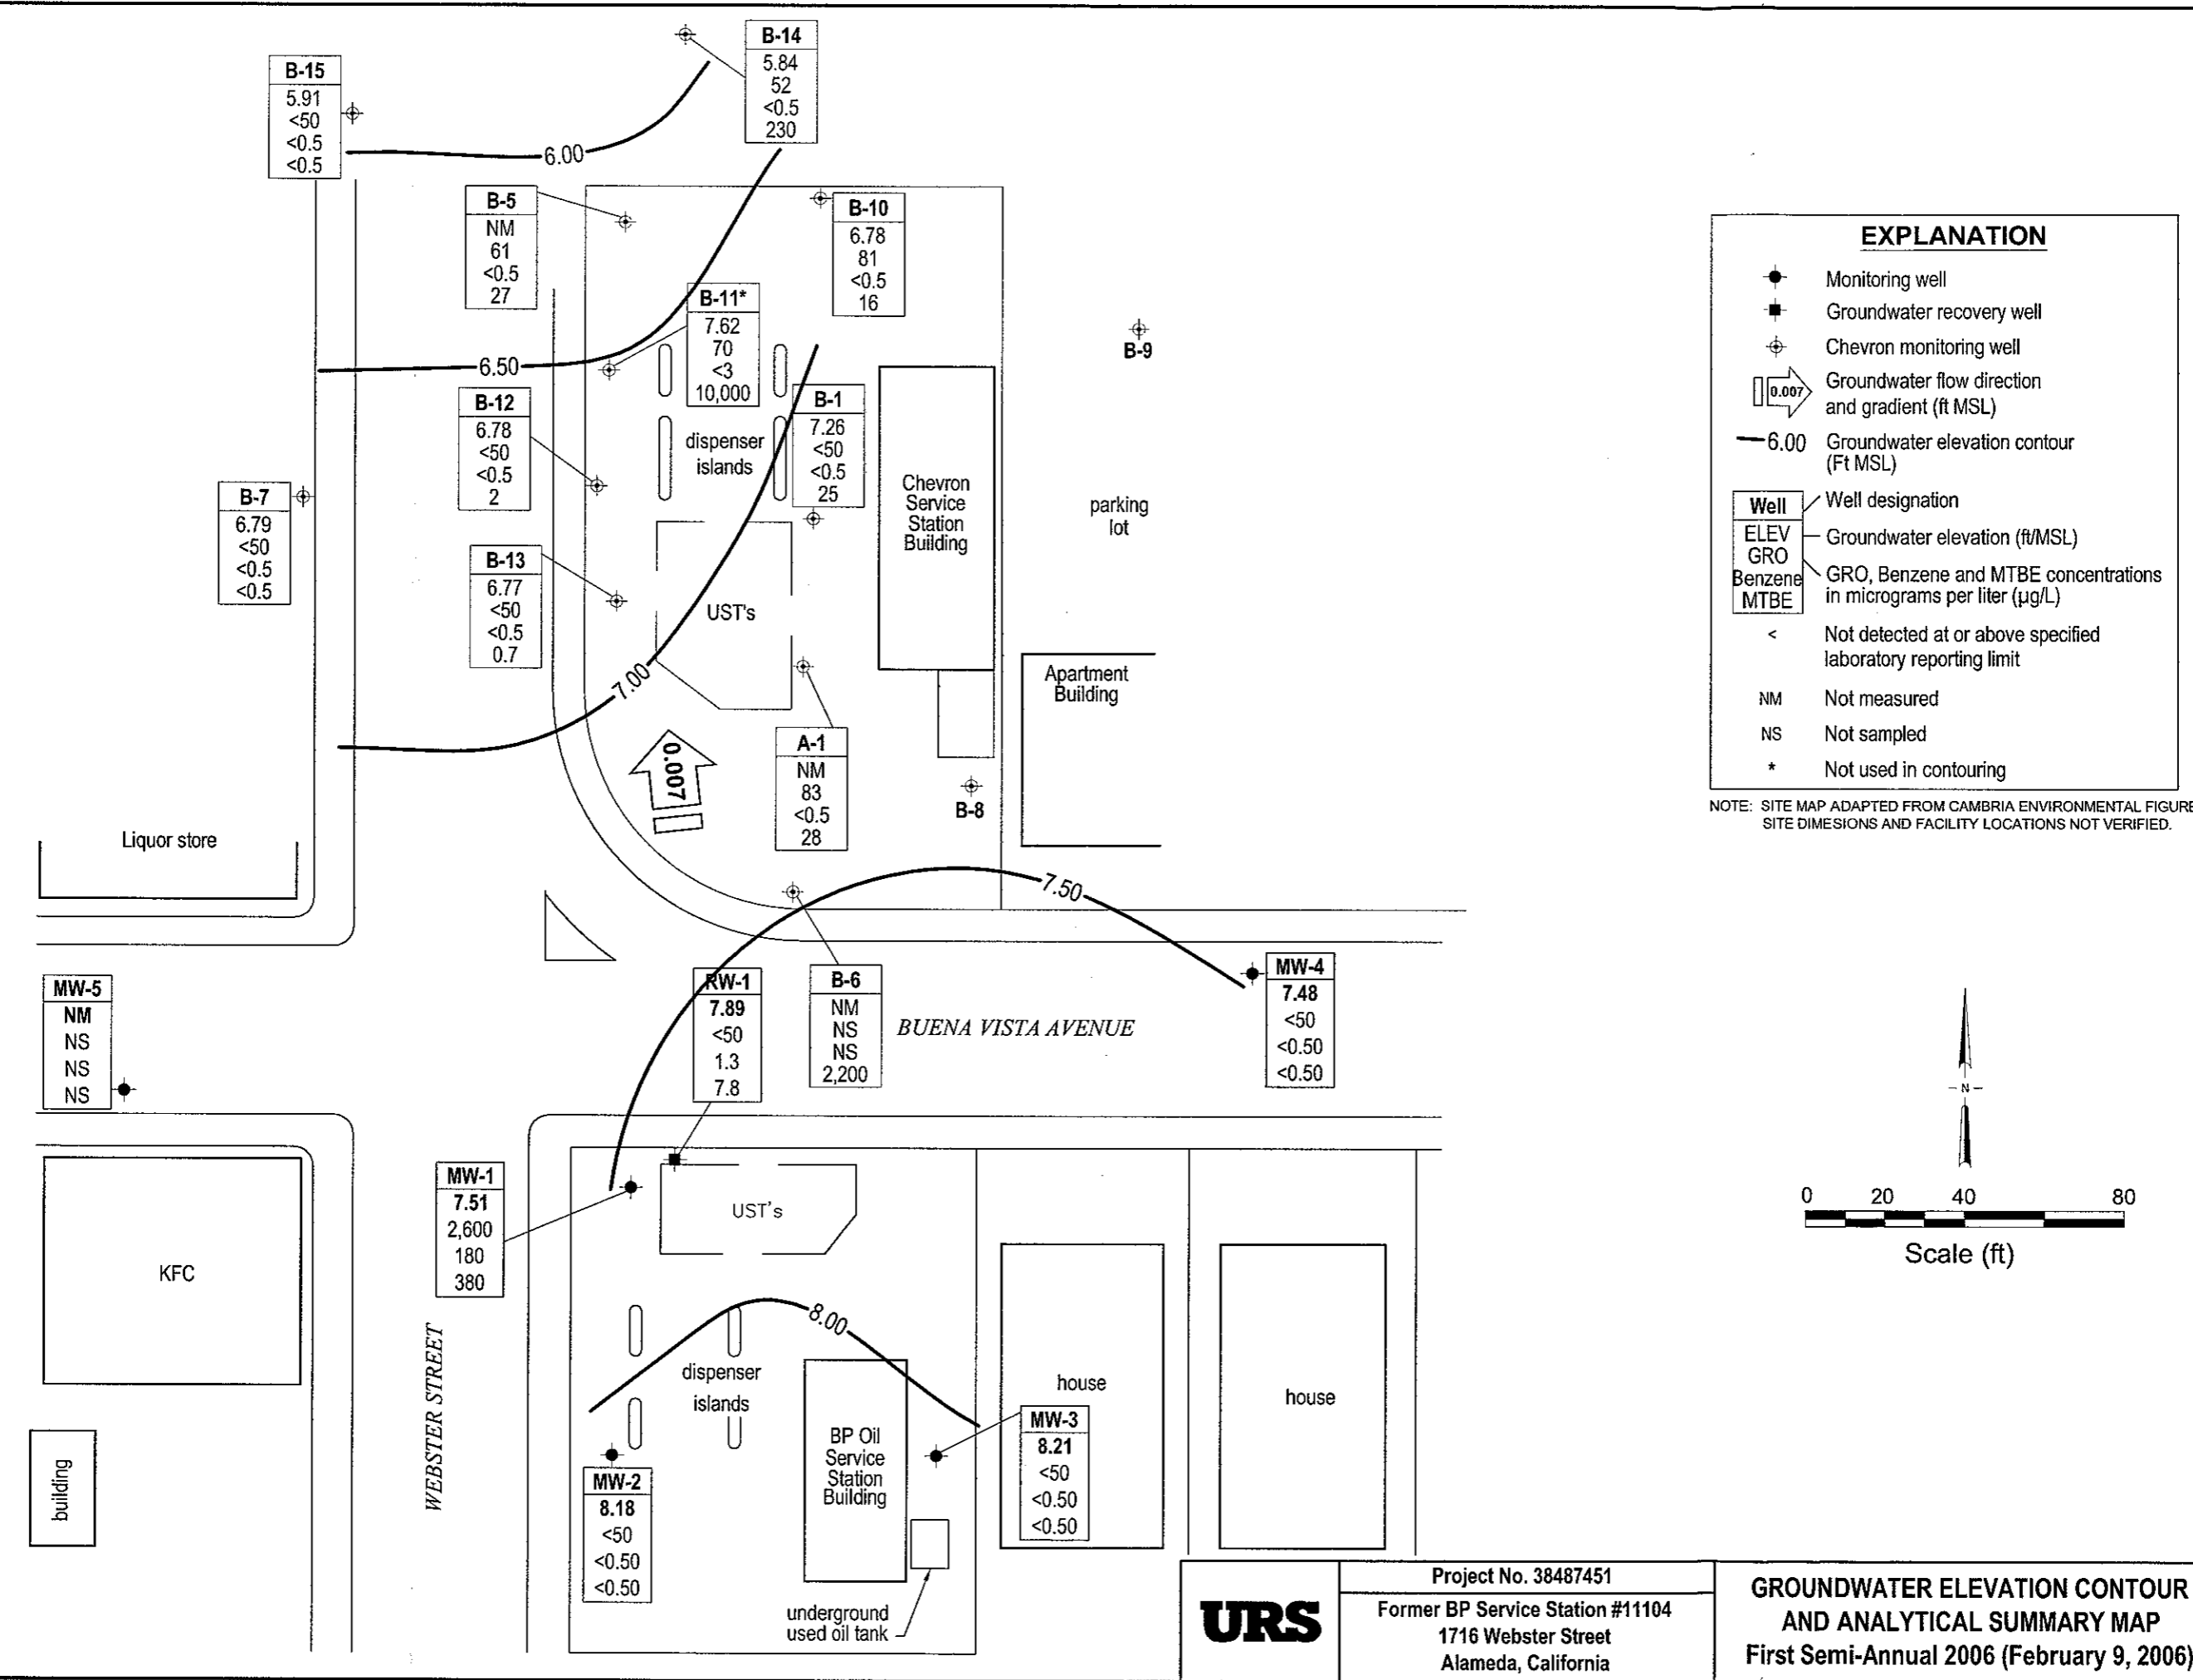 B-14
5.84
52
<0.5
230
B-15
5.91
<50
<0.5
<0.5
6.00
B-5
NM
61
<0.5
27
B-10
6.78
81
<0.5
16
B-11*
7.62
70
<3
10,000
6.50
B-9
B-12
6.78
<50
<0.5
2
dispenser
islands
B-1
7.26
<50
<0.5
25
Chevron
Service
Station
Building
parking
lot
B-7
6.79
<50
<0.5
<0.5
B-13
6.77
<50
<0.5
0.7
UST's
7.00
Apartment
Building
0.007
A-1
NM
83
<0.5
28
B-8
Liquor store
7.50
MW-5
NM
NS
NS
NS
RW-1
7.89
<50
1.3
7.8
B-6
NM
NS
NS
2,200
BUENA VISTA AVENUE
MW-4
7.48
<50
<0.50
<0.50
MW-1
7.51
2,600
180
380
UST's
KFC
8.00
WEBSTER STREET
dispenser
islands
house
house
BP Oil
Service
Station
Building
MW-3
8.21
<50
<0.50
<0.50
building
MW-2
8.18
<50
<0.50
<0.50
underground
used oil tank
EXPLANATION
Monitoring well
Groundwater recovery well
Chevron monitoring well
0.007
Groundwater flow direction
and gradient (ft MSL)
6.00 Groundwater elevation contour
(Ft MSL)
Well
ELEV
GRO
Benzene
MTBE
Well designation
Groundwater elevation (ft/MSL)
GRO, Benzene and MTBE concentrations
in micrograms per liter (µg/L)
< Not detected at or above specified
laboratory reporting limit
NM Not measured
NS Not sampled
* Not used in contouring
NOTE: SITE MAP ADAPTED FROM CAMBRIA ENVIRONMENTAL FIGURE
SITE DIMESIONS AND FACILITY LOCATIONS NOT VERIFIED.
N
0 20 40 80
Scale (ft)
URS
Project No. 38487451
Former BP Service Station #11104
1716 Webster Street
Alameda, California
GROUNDWATER ELEVATION CONTOUR
AND ANALYTICAL SUMMARY MAP
First Semi-Annual 2006 (February 9, 2006)